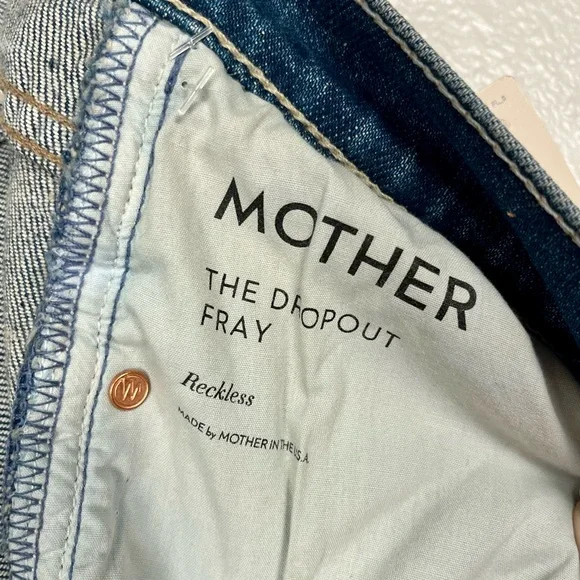 MOTHER
THE DROPOUT
FRAY
Reckless
MADE by MOTHER IN THE U.S.A